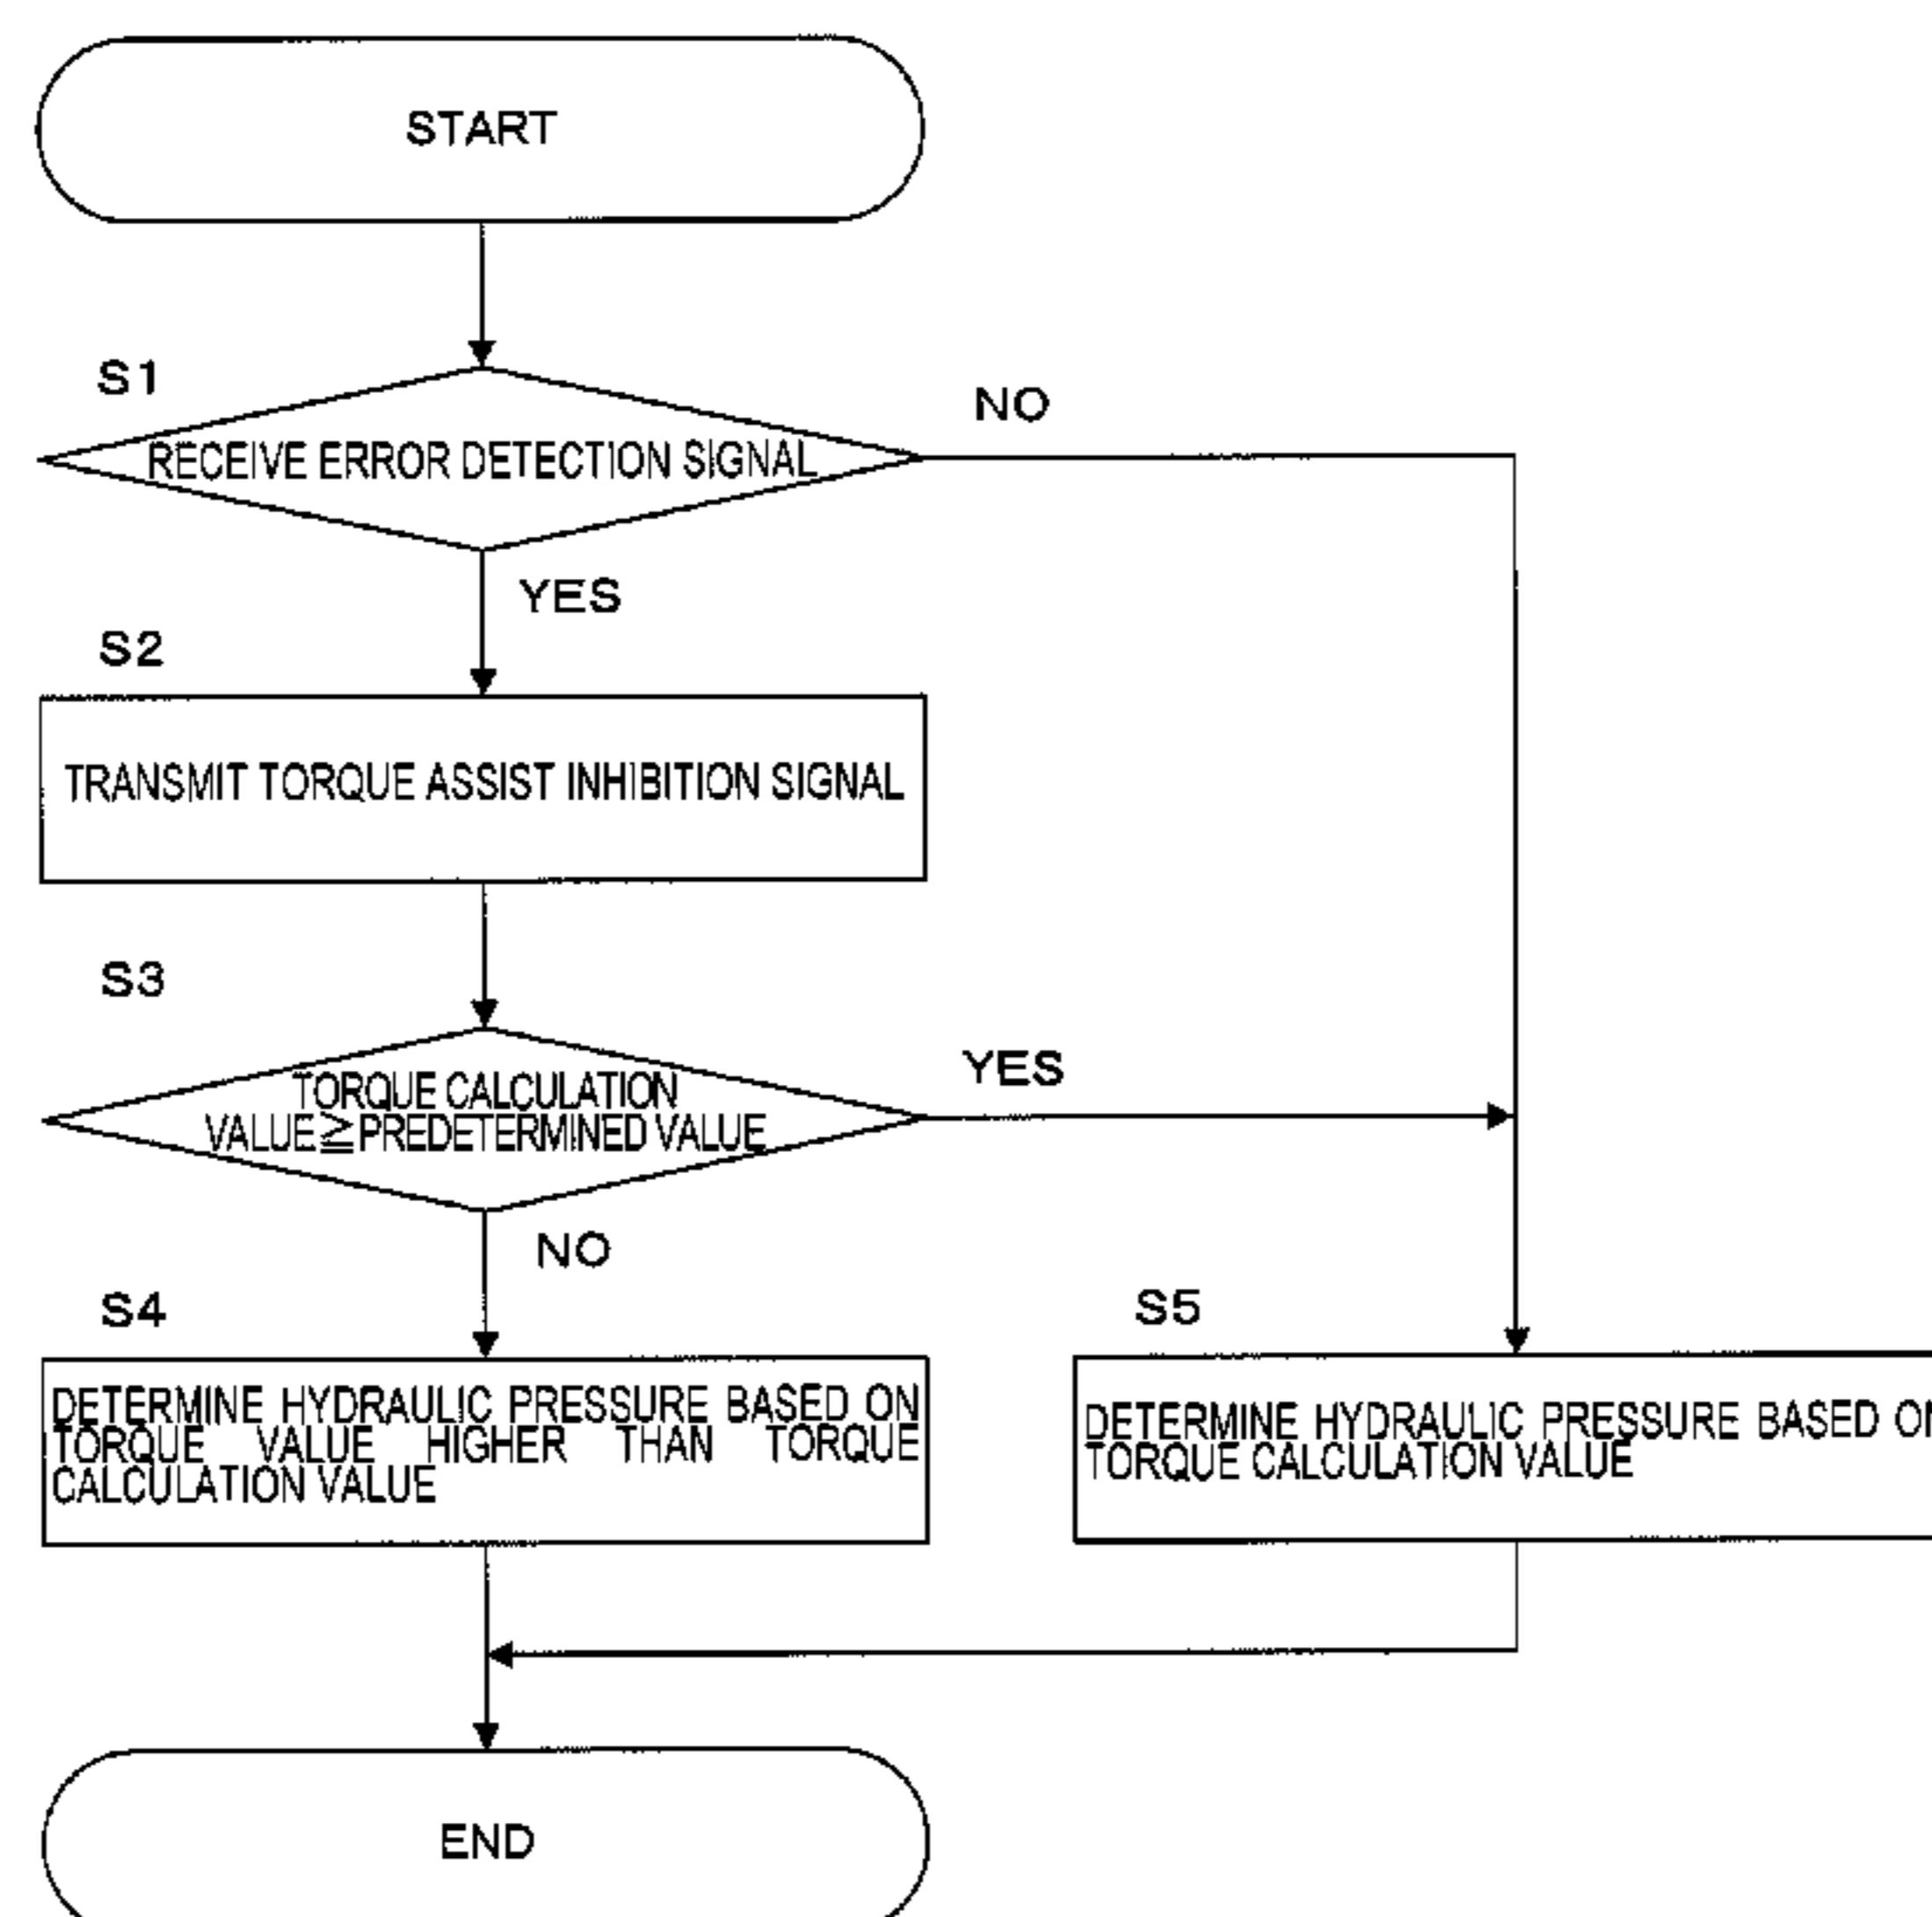 START
S1
NO
RECEIVE ERROR DETECTION SIGNAL
YES
S2
TRANSMIT TORQUE ASSIST INHIBITION SIGNAL
S3
YES
TORQUE CALCULATION
VALUE≧PREDETERMINED VALUE
NO
S4
DETERMINE HYDRAULIC PRESSURE BASED ON
TORQUE VALUE HIGHER THAN TORQUE
CALCULATION VALUE
S5
DETERMINE HYDRAULIC PRESSURE BASED ON
TORQUE CALCULATION VALUE
END